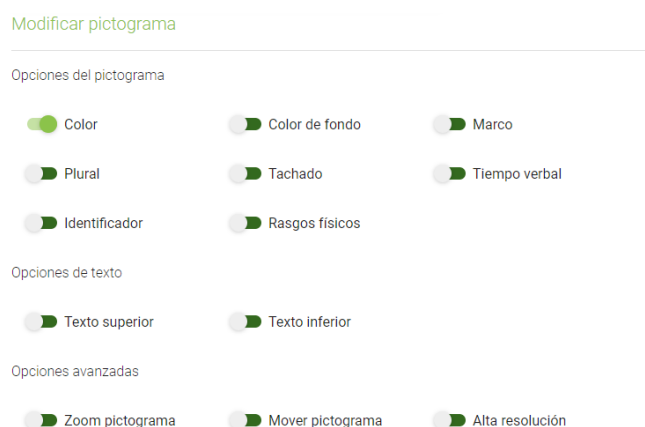 Modificar pictograma
Opciones del pictograma
Color Color de fondo Marco
Plural Tachado Tiempo verbal
Identificador Rasgos físicos
Opciones de texto
Texto superior Texto inferior
Opciones avanzadas
Zoom pictograma Mover pictograma Alta resolución